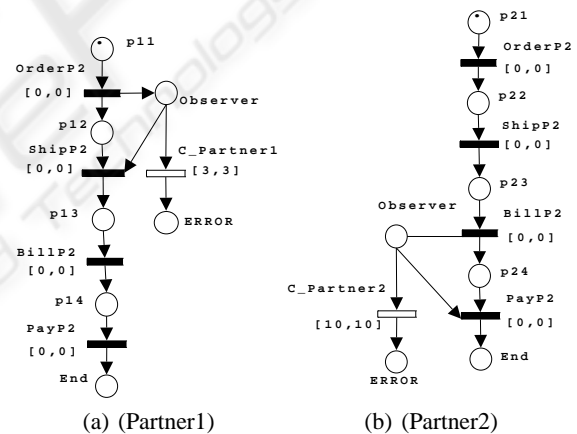 p11
OrderP2
[0,0]
Observer
p12
ShipP2
[0,0]
C_Partner1
[3,3]
p13
ERROR
BillP2
[0,0]
p14
PayP2
[0,0]
End
(a) (Partner1)
p21
OrderP2
[0,0]
p22
ShipP2
[0,0]
p23
Observer
BillP2
[0,0]
p24
C_Partner2
[10,10]
PayP2
[0,0]
ERROR
End
(b) (Partner2)